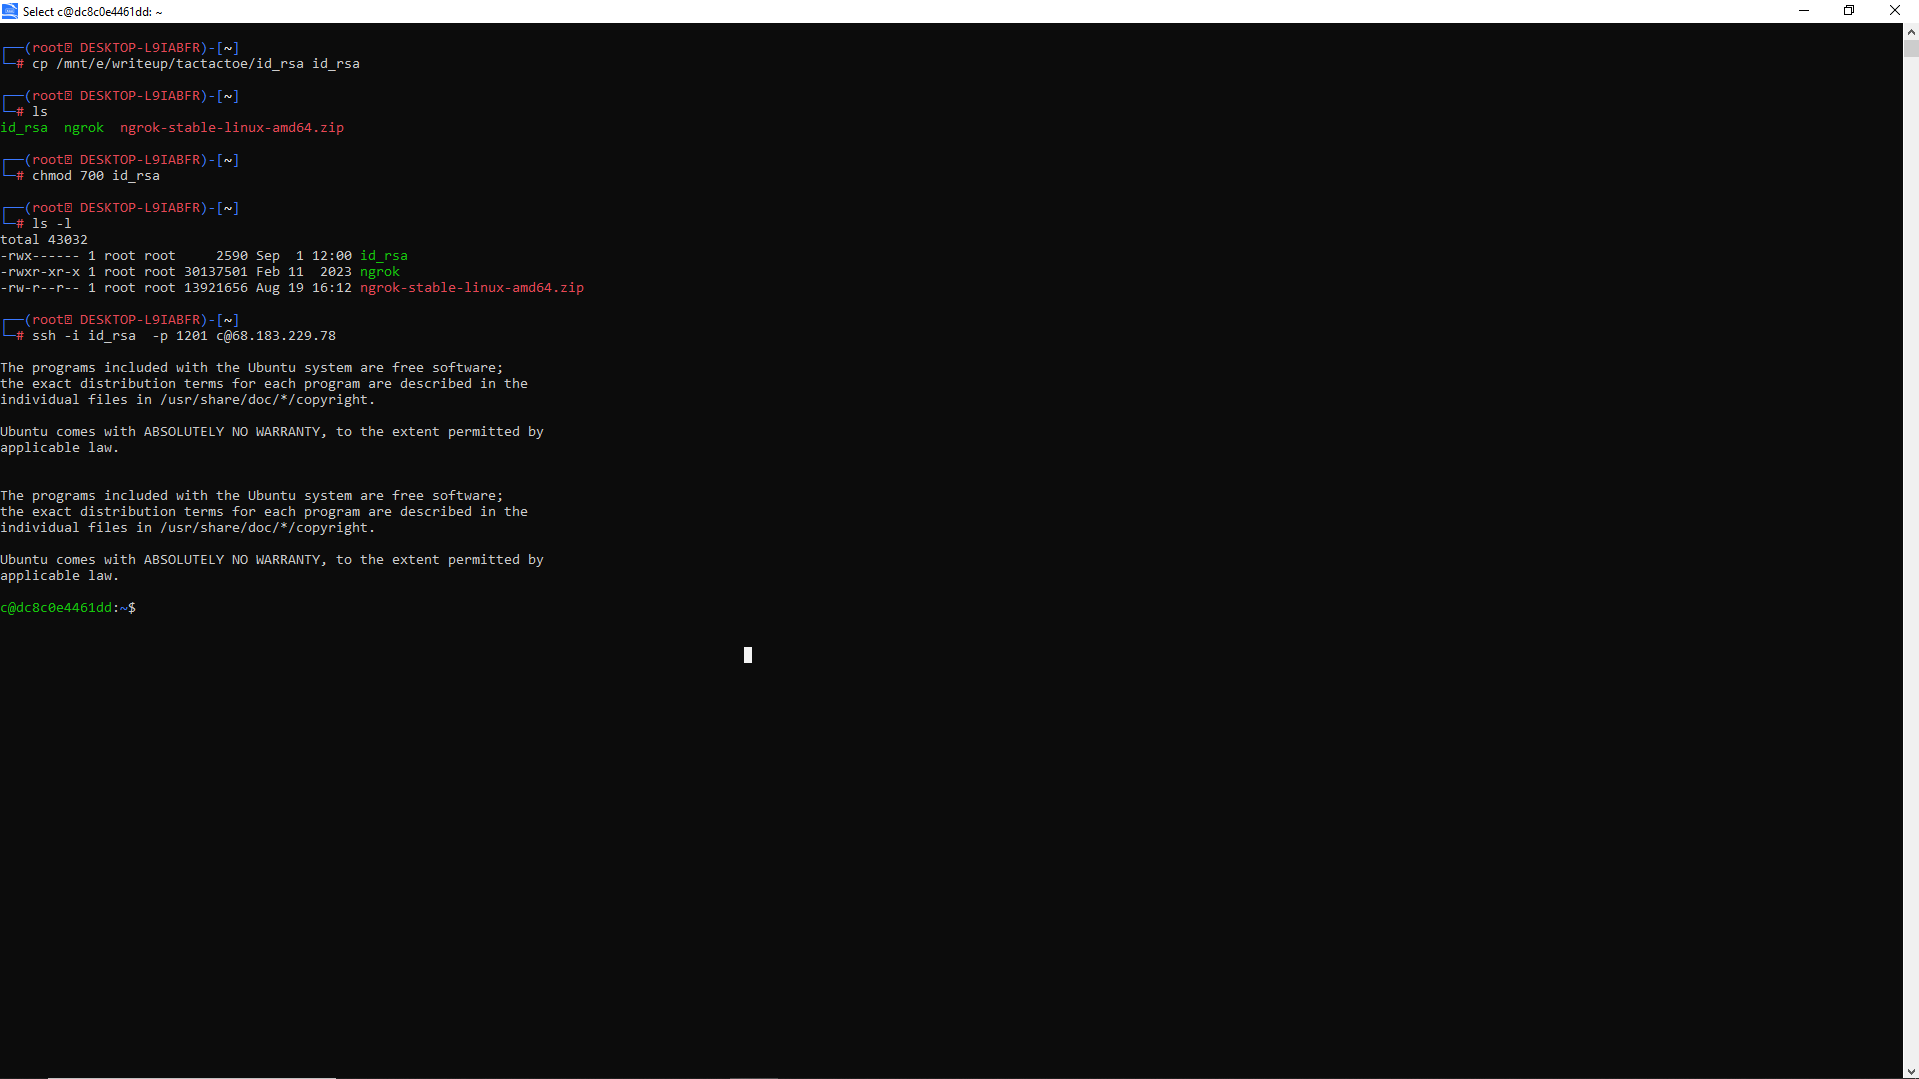 Select c@dc8c0e4461dd: ~
┌──(root DESKTOP-L9IABFR)-[~]
└─# cp /mnt/e/writeup/tactactoe/id_rsa id_rsa
┌──(root DESKTOP-L9IABFR)-[~]
└─# ls
id_rsa  ngrok  ngrok-stable-linux-amd64.zip
┌──(root DESKTOP-L9IABFR)-[~]
└─# chmod 700 id_rsa
┌──(root DESKTOP-L9IABFR)-[~]
└─# ls -l
total 43032
-rwx------ 1 root root     2590 Sep  1 12:00 id_rsa
-rwxr-xr-x 1 root root 30137501 Feb 11  2023 ngrok
-rw-r--r-- 1 root root 13921656 Aug 19 16:12 ngrok-stable-linux-amd64.zip
┌──(root DESKTOP-L9IABFR)-[~]
└─# ssh -i id_rsa  -p 1201 c@68.183.229.78
The programs included with the Ubuntu system are free software;
the exact distribution terms for each program are described in the
individual files in /usr/share/doc/*/copyright.
Ubuntu comes with ABSOLUTELY NO WARRANTY, to the extent permitted by
applicable law.
The programs included with the Ubuntu system are free software;
the exact distribution terms for each program are described in the
individual files in /usr/share/doc/*/copyright.
Ubuntu comes with ABSOLUTELY NO WARRANTY, to the extent permitted by
applicable law.
c@dc8c0e4461dd:~$